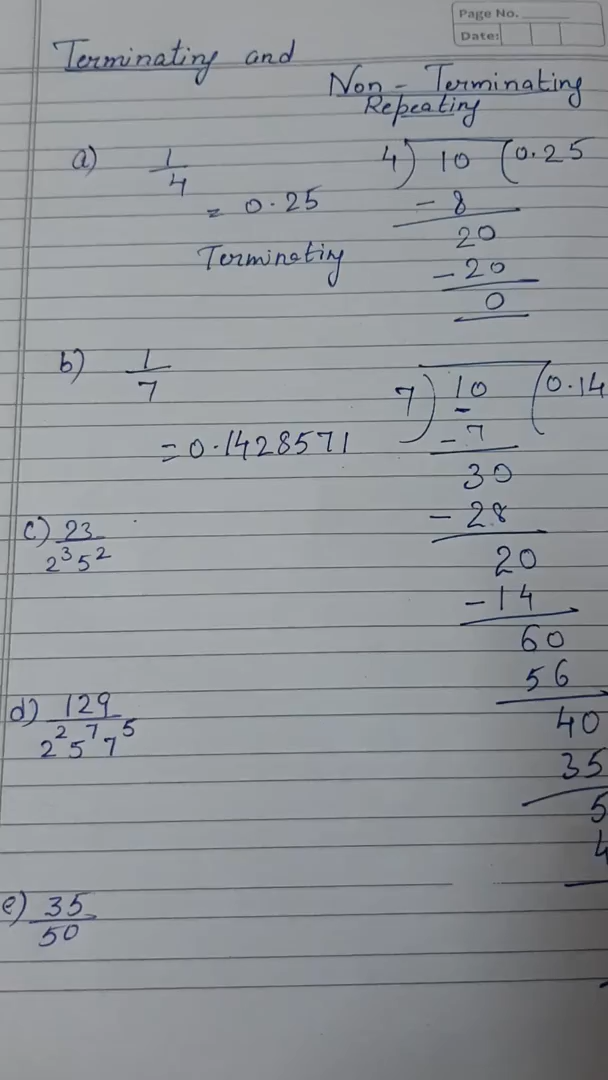 Page No.
Date:
Terminating and
Non - Terminating
Repeating
a) 1/4
= 0.25
Terminating
4) 10 (0.25
- 8
20
- 20
0
b) 1/7
= 0.1428571
7) 10 (0.14
- 7
30
- 28
20
- 14
60
56
40
35
5
4
c) 23/2³5²
d) 129/2²5⁷7⁵
e) 35/50